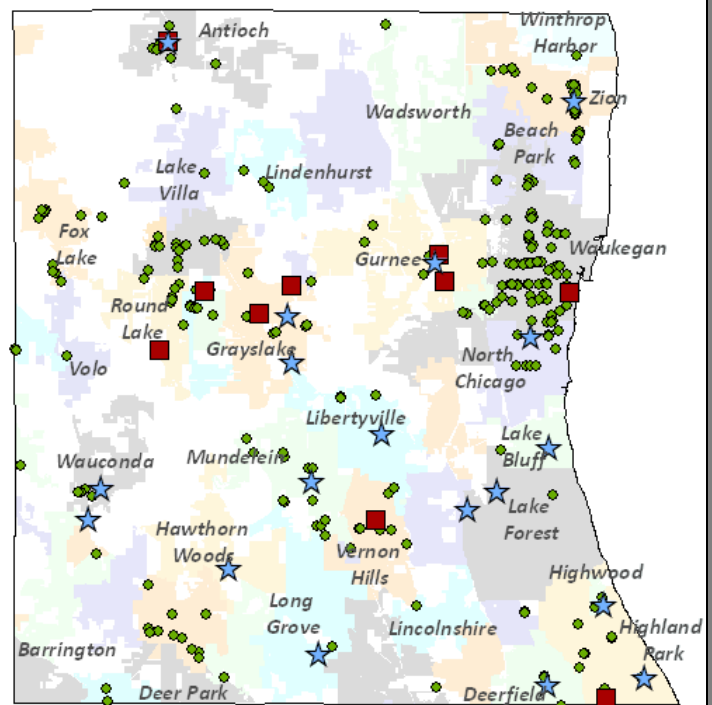 Winthrop
Harbor
Antioch
Zion
Wadsworth
Beach
Park
Lake
Villa
Lindenhurst
Fox
Lake
Gurnee
Waukegan
Round
Lake
Grayslake
North
Chicago
Volo
Libertyville
Lake
Bluff
Wauconda
Mundelein
Lake
Forest
Hawthorn
Woods
Vernon
Hills
Highwood
Long
Grove
Lincolnshire
Highland
Park
Barrington
Deer Park
Deerfield